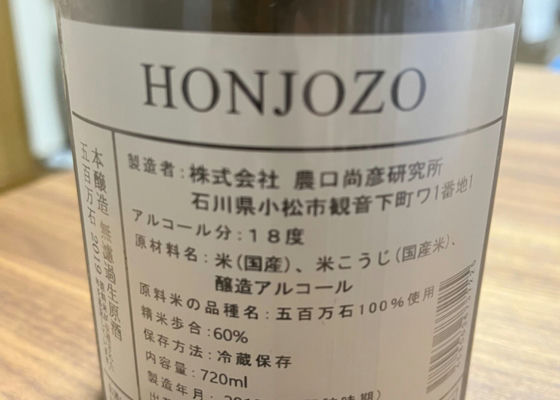 HONJOZO
製造者：株式会社 農口尚彦研究所
石川県小松市観音下町ワ1番地1
アルコール分：１８度
原材料名：米（国産）、米こうじ（国産米）、
醸造アルコール
原料米の品種名：五百万石100％使用
精米歩合：60%
保存方法：冷蔵保存
内容量：720ml
製造年月：
本醸造 無濾過生原酒
五百万石 2019